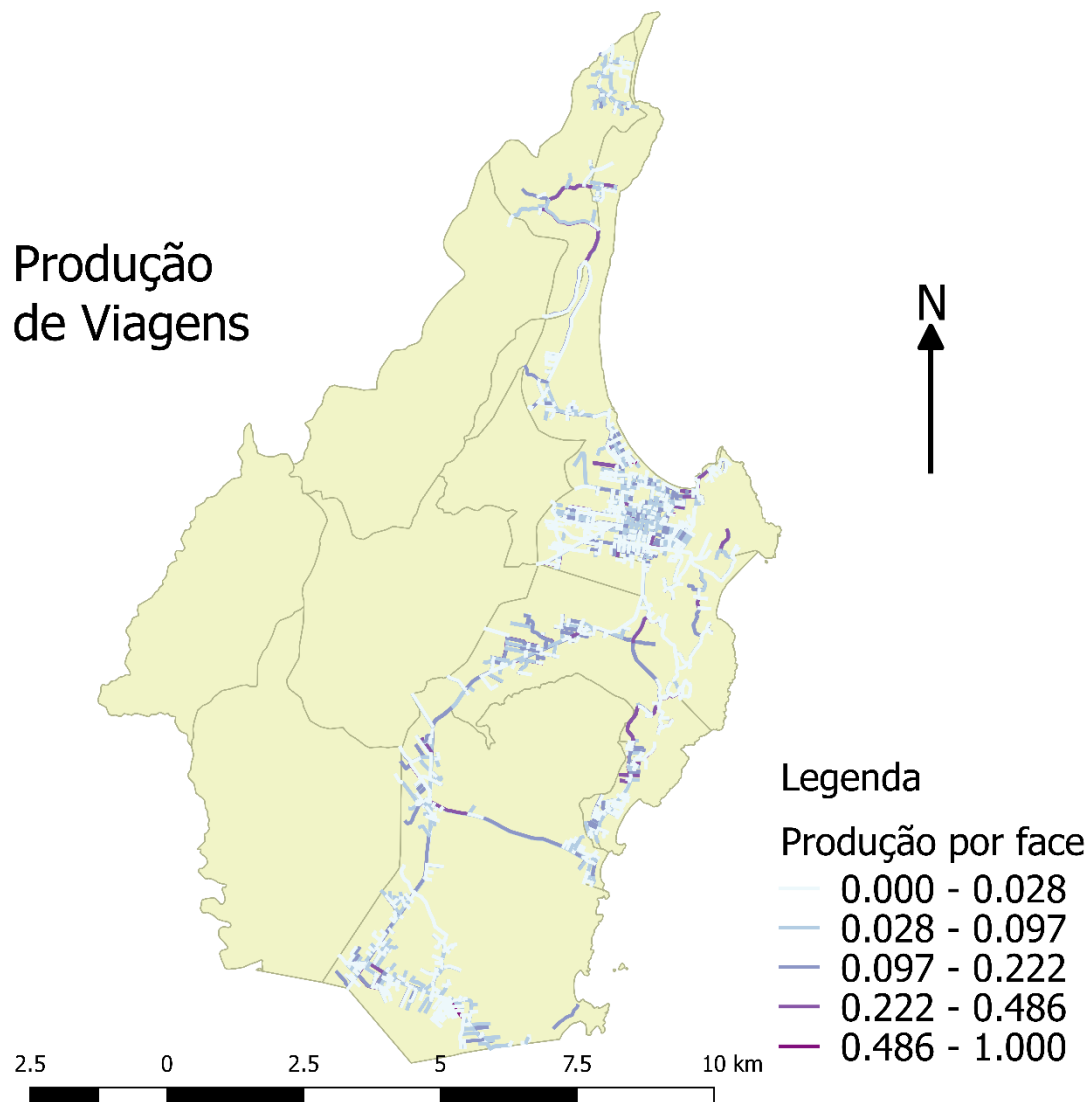 Produção
de Viagens
N
Legenda
Produção por face
0.000 - 0.028
0.028 - 0.097
0.097 - 0.222
0.222 - 0.486
0.486 - 1.000
2.5 0 2.5 5 7.5 10 km